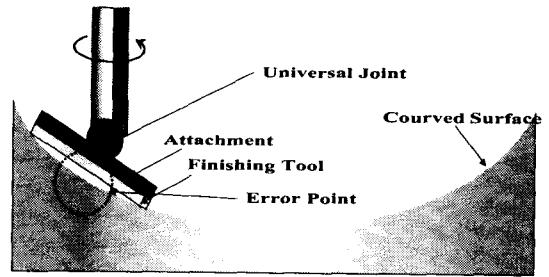 Universal Joint
Courved Surface
Attachment
Finishing Tool
Error Point